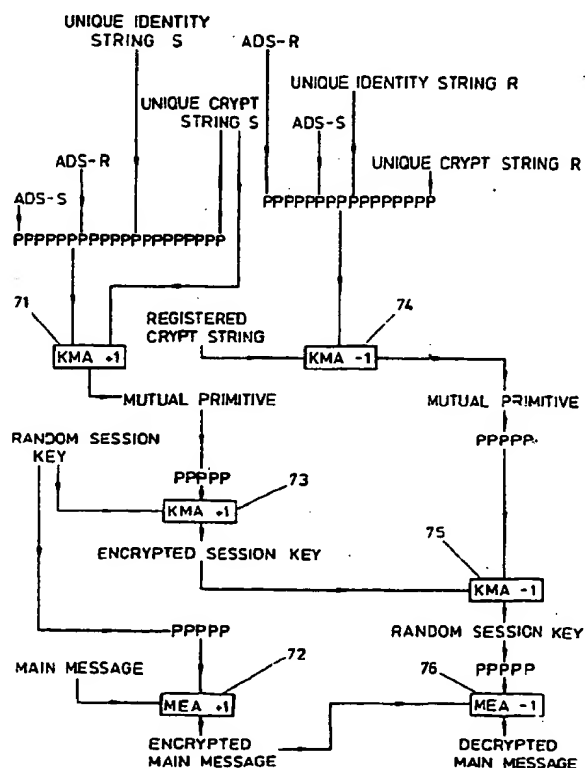 UNIQUE IDENTITY
STRING S
ADS-R
UNIQUE CRYPT
STRING S
UNIQUE IDENTITY STRING R
ADS-S
UNIQUE CRYPT STRING R
ADS-R
ADS-S
PPPPPPPPPPPPPPPPPPPP
PPPPPPPPPPPPPPPP
71
KMA +1
REGISTERED
CRYPT STRING
74
KMA -1
MUTUAL PRIMITIVE
MUTUAL PRIMITIVE
RANDOM SESSION
KEY
PPPPP
PPPPP
73
KMA +1
ENCRYPTED SESSION KEY
75
KMA -1
RANDOM SESSION KEY
PPPPP
PPPPP
MAIN MESSAGE
72
MEA +1
76
MEA -1
ENCRYPTED
MAIN MESSAGE
DECRYPTED
MAIN MESSAGE